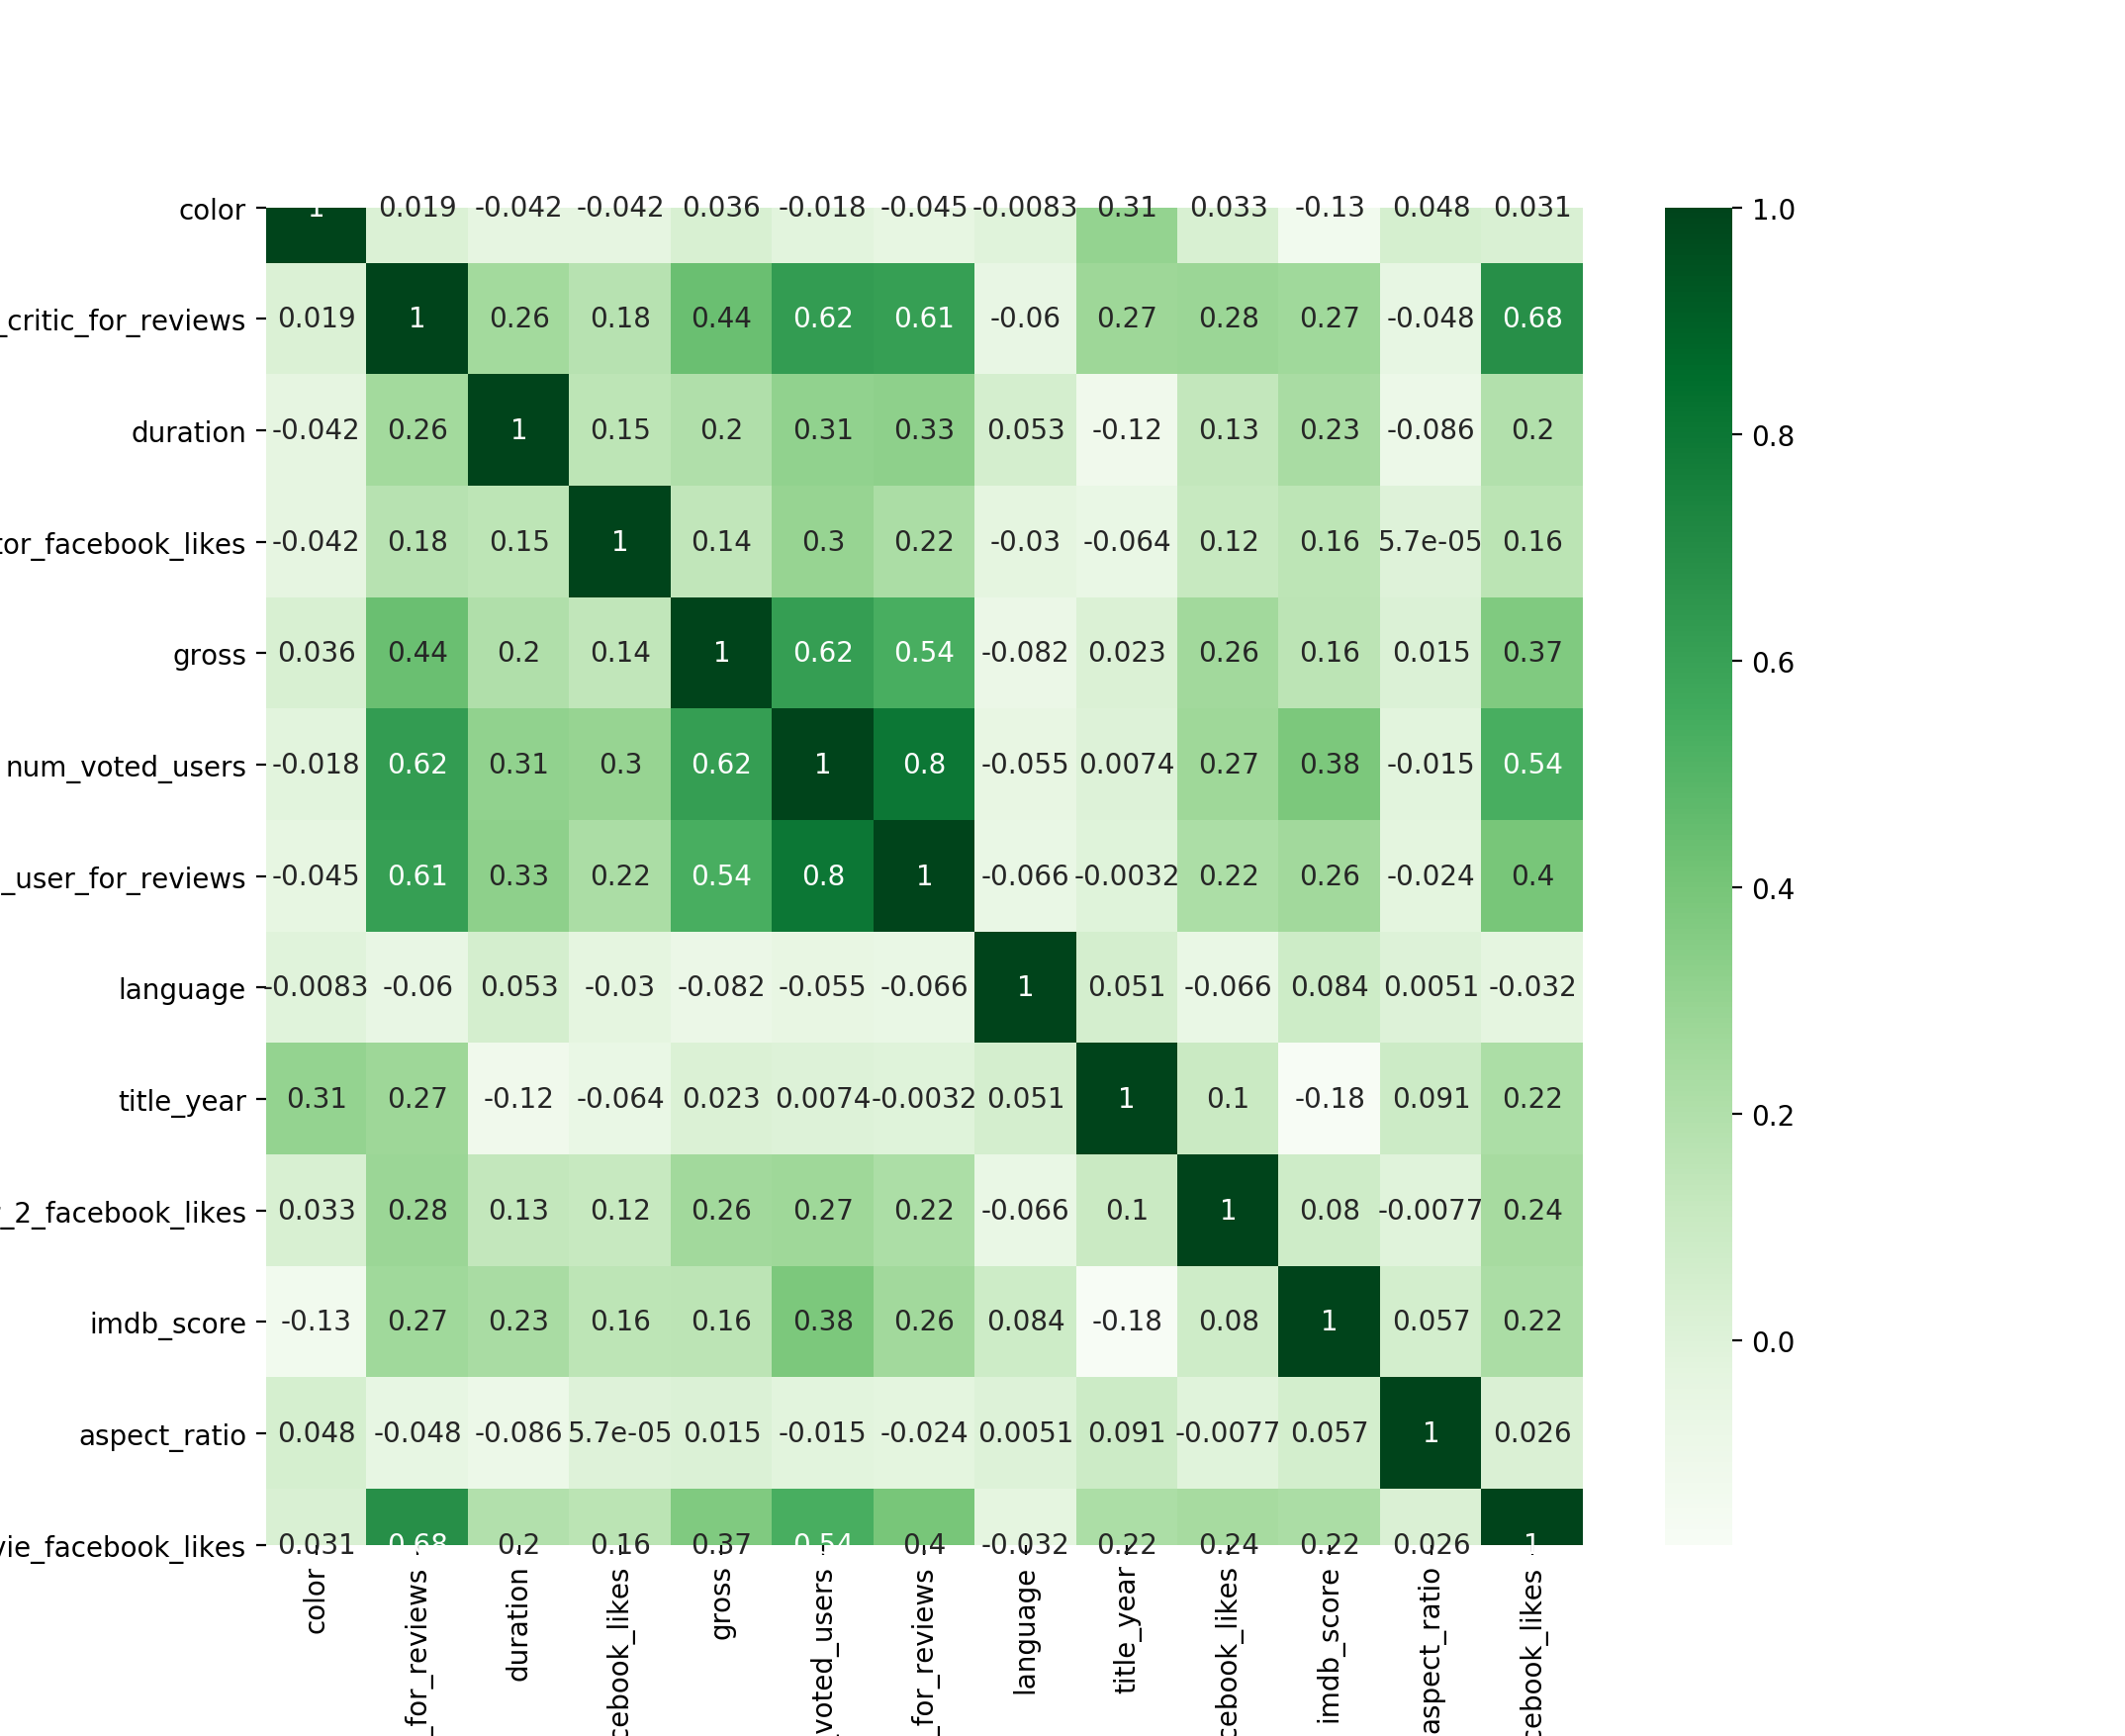 color 1 0.019 -0.042 -0.042 0.036 -0.018 -0.045 -0.0083 0.31 0.033 -0.13 0.048 0.031 1.0
_critic_for_reviews 0.019 1 0.26 0.18 0.44 0.62 0.61 -0.06 0.27 0.28 0.27 -0.048 0.68
duration -0.042 0.26 1 0.15 0.2 0.31 0.33 0.053 -0.12 0.13 0.23 -0.086 0.2 0.8
tor_facebook_likes -0.042 0.18 0.15 1 0.14 0.3 0.22 -0.03 -0.064 0.12 0.16 5.7e-05 0.16
gross 0.036 0.44 0.2 0.14 1 0.62 0.54 -0.082 0.023 0.26 0.16 0.015 0.37 0.6
num_voted_users -0.018 0.62 0.31 0.3 0.62 1 0.8 -0.055 0.0074 0.27 0.38 -0.015 0.54
_user_for_reviews -0.045 0.61 0.33 0.22 0.54 0.8 1 -0.066 -0.0032 0.22 0.26 -0.024 0.4 0.4
language -0.0083 -0.06 0.053 -0.03 -0.082 -0.055 -0.066 1 0.051 -0.066 0.084 0.0051 -0.032
title_year 0.31 0.27 -0.12 -0.064 0.023 0.0074 -0.0032 0.051 1 0.1 -0.18 0.091 0.22 0.2
_2_facebook_likes 0.033 0.28 0.13 0.12 0.26 0.27 0.22 -0.066 0.1 1 0.08 -0.0077 0.24
imdb_score -0.13 0.27 0.23 0.16 0.16 0.38 0.26 0.084 -0.18 0.08 1 0.057 0.22 0.0
aspect_ratio 0.048 -0.048 -0.086 5.7e-05 0.015 -0.015 -0.024 0.0051 0.091 -0.0077 0.057 1 0.026
vie_facebook_likes 0.031 0.68 0.2 0.16 0.37 0.54 0.4 -0.032 0.22 0.24 0.22 0.026 1
color
_for_reviews
duration
cebook_likes
gross
voted_users
_for_reviews
language
title_year
cebook_likes
imdb_score
aspect_ratio
cebook_likes